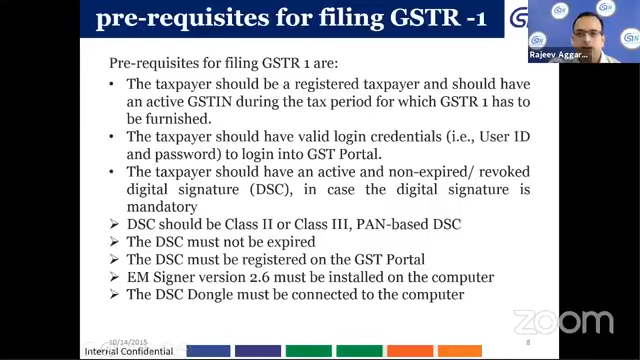 pre-requisites for filing GSTR -1
Rajeev Aggar...
Pre-requisites for filing GSTR 1 are:
• The taxpayer should be a registered taxpayer and should have
an active GSTIN during the tax period for which GSTR 1 has to
be furnished.
• The taxpayer should have valid login credentials (i.e., User ID
and password) to login into GST Portal.
• The taxpayer should have an active and non-expired/ revoked
digital signature (DSC), in case the digital signature is
mandatory
➢ DSC should be Class II or Class III, PAN-based DSC
➢ The DSC must not be expired
➢ The DSC must be registered on the GST Portal
➢ EM Signer version 2.6 must be installed on the computer
➢ The DSC Dongle must be connected to the computer
zoom
10/14/2015
8
Internal Confidential